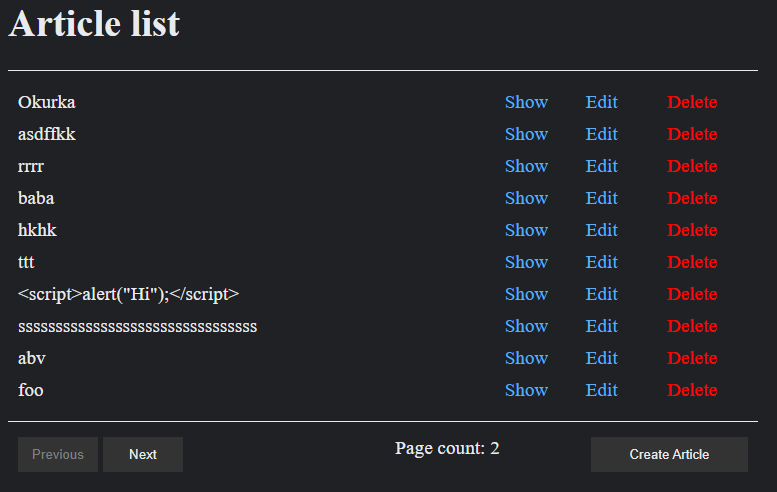 Article list
Okurka Show Edit Delete
asdffkk Show Edit Delete
rrrr Show Edit Delete
baba Show Edit Delete
hkhk Show Edit Delete
ttt Show Edit Delete
<script>alert("Hi");</script> Show Edit Delete
ssssssssssssssssssssssssssssssss Show Edit Delete
abv Show Edit Delete
foo Show Edit Delete
Previous Next Page count: 2 Create Article